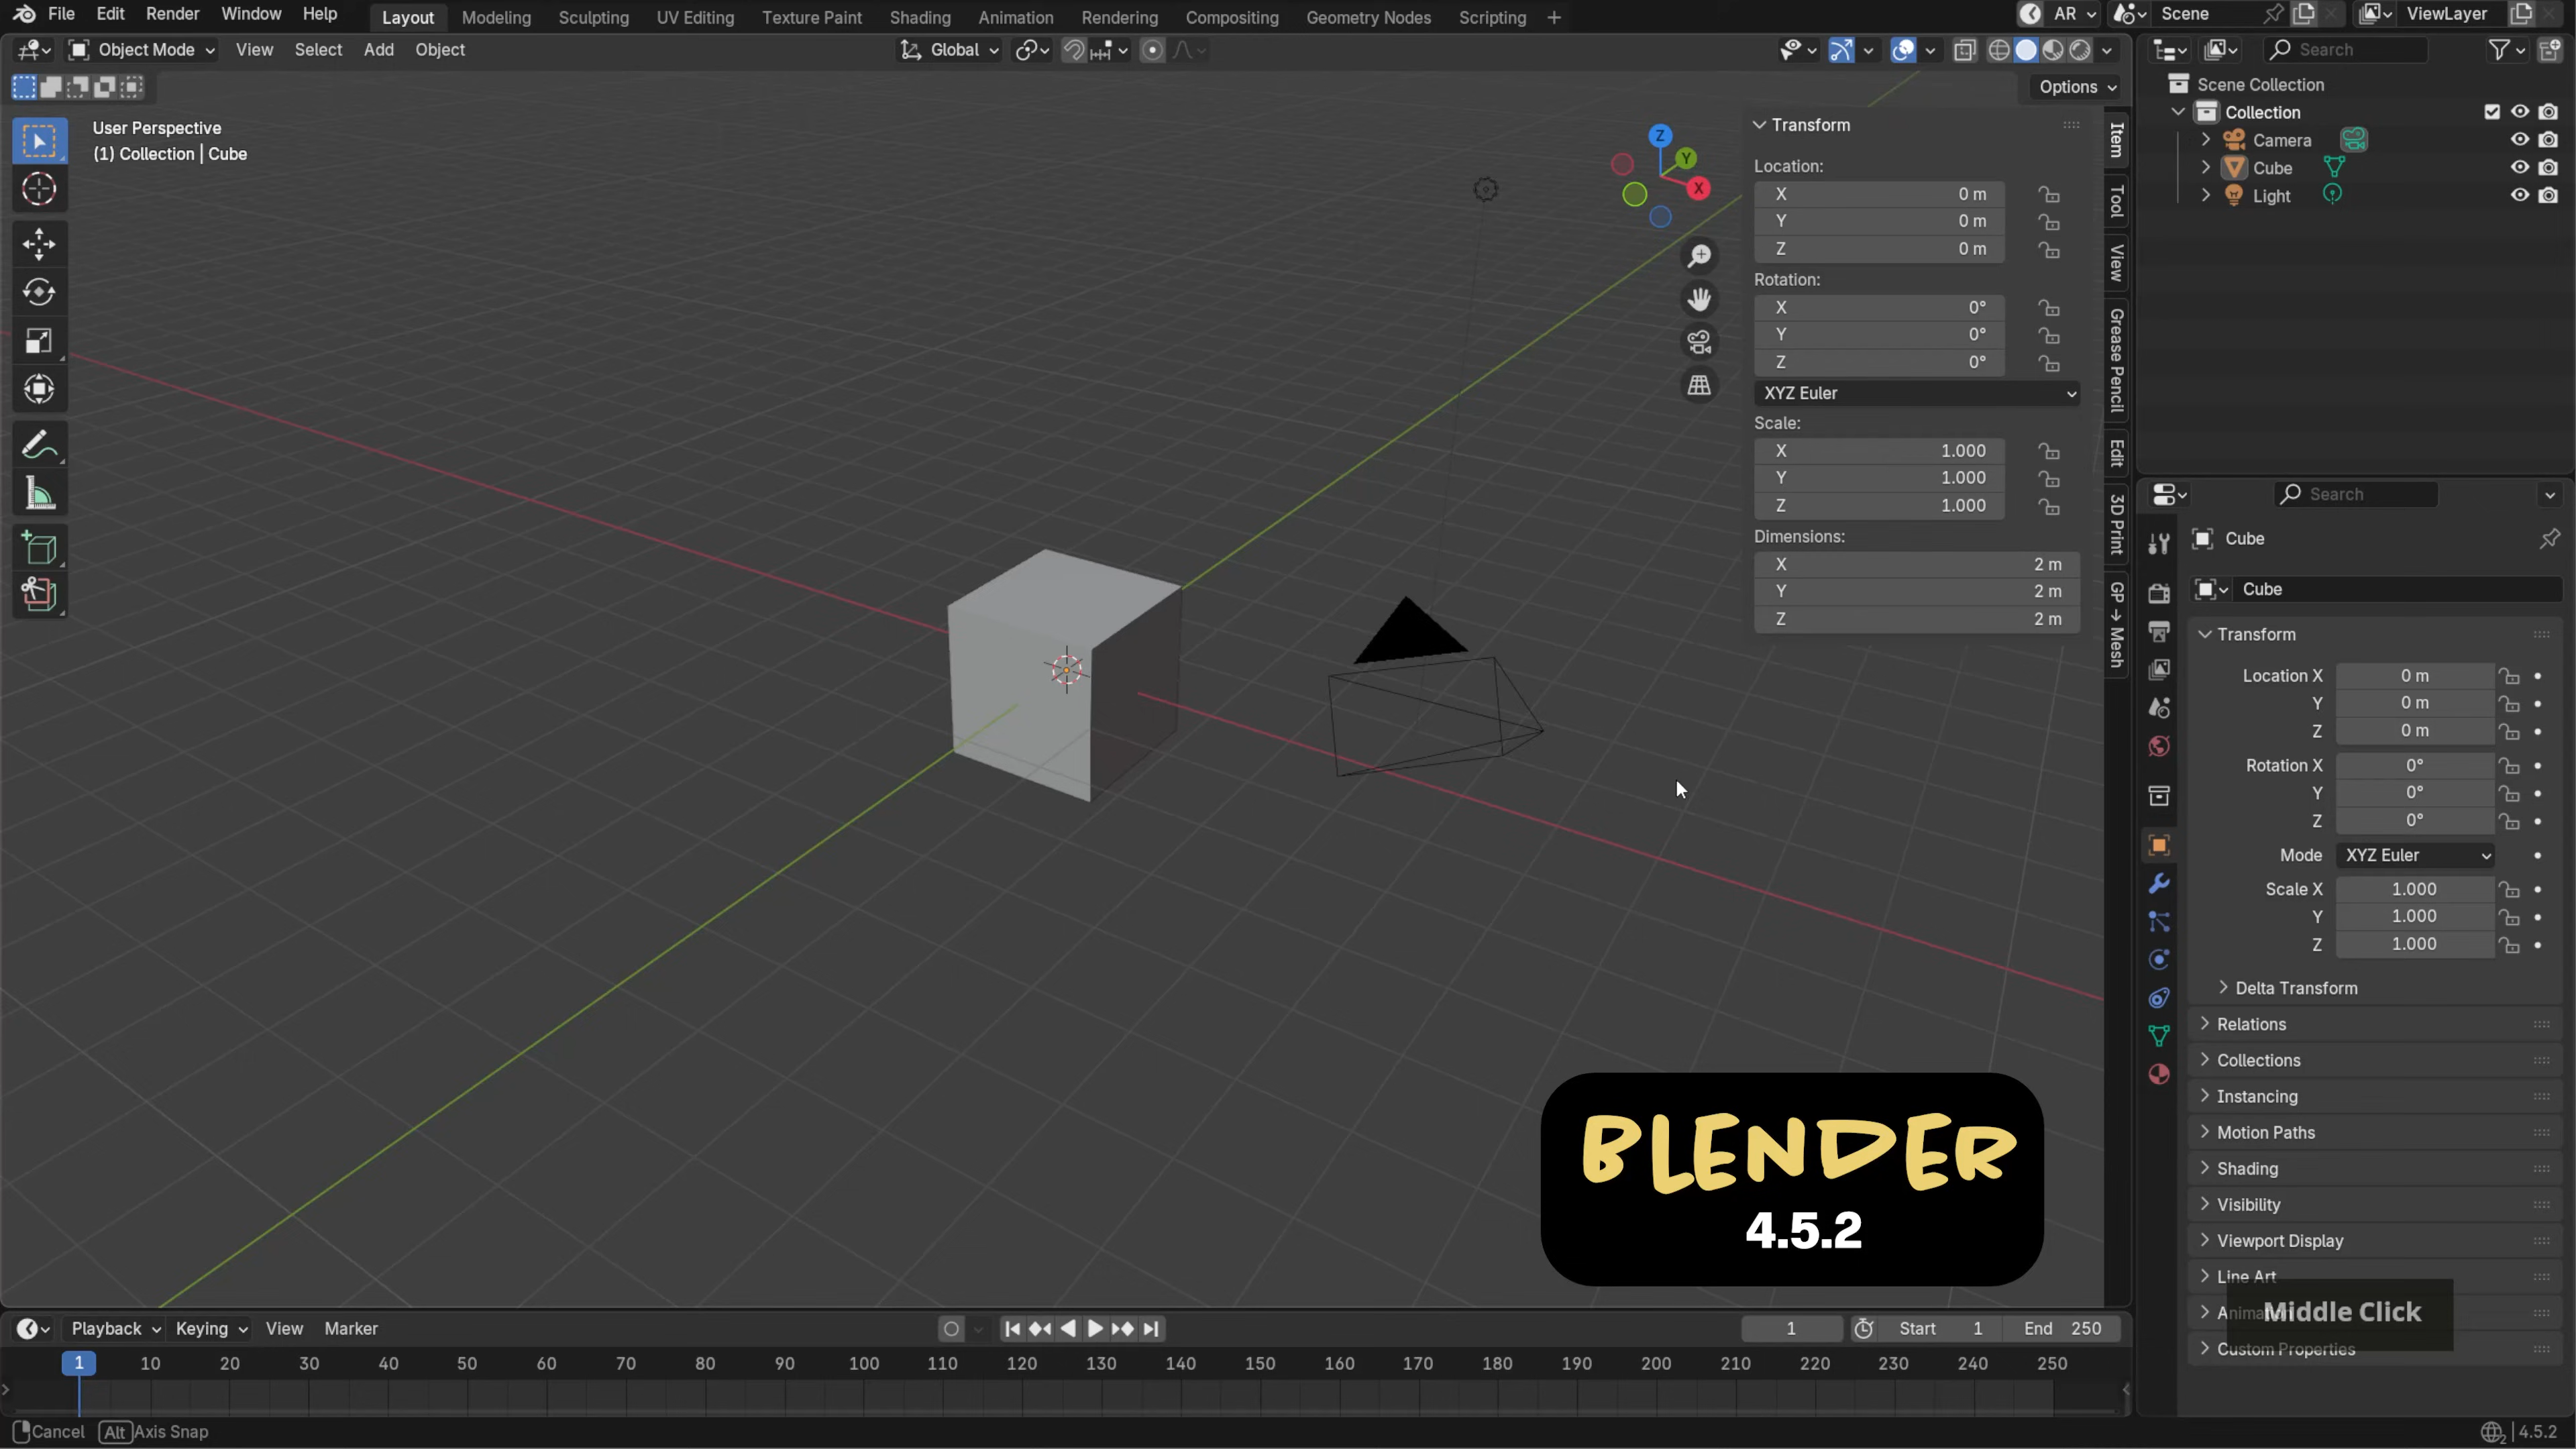 File Edit Render Window Help Layout Modeling Sculpting UV Editing Texture Paint Shading Animation Rendering Compositing Geometry Nodes Scripting + AR Scene ViewLayer
Object Mode View Select Add Object Global Search
Options
User Perspective
(1) Collection | Cube
Z
Y
X
Transform
Location:
X 0 m
Y 0 m
Z 0 m
Rotation:
X 0°
Y 0°
Z 0°
XYZ Euler
Scale:
X 1.000
Y 1.000
Z 1.000
Dimensions:
X 2 m
Y 2 m
Z 2 m
Item
Tool
View
Grease Pencil
Edit
3D Print
GP → Mesh
Scene Collection
Collection
Camera
Cube
Light
Search
Cube
Cube
Transform
Location X 0 m
Y 0 m
Z 0 m
Rotation X 0°
Y 0°
Z 0°
Mode XYZ Euler
Scale X 1.000
Y 1.000
Z 1.000
Delta Transform
Relations
Collections
Instancing
Motion Paths
Shading
Visibility
Viewport Display
Line Art
Animation
Middle Click
Custom Properties
BLENDER
4.5.2
Playback Keying View Marker 1 Start 1 End 250
1 10 20 30 40 50 60 70 80 90 100 110 120 130 140 150 160 170 180 190 200 210 220 230 240 250
Cancel Alt Axis Snap 4.5.2